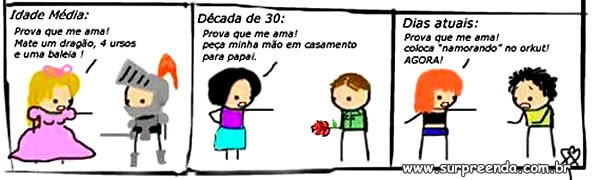 Idade Média:
Prova que me ama!
Mate um dragão, 4 ursos
e uma baleia !
Década de 30:
Prova que me ama!
peça minha mão em casamento
para papai.
Dias atuais:
Prova que me ama!
coloca "namorando" no orkut!
AGORA!
www.surpreenda.com.br